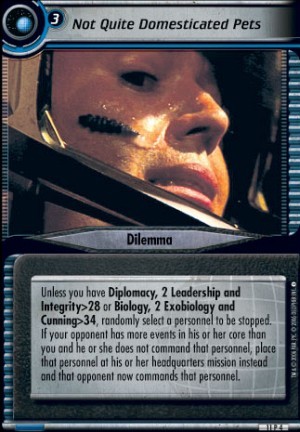 3
Not Quite Domesticated Pets
Dilemma
Unless you have Diplomacy, 2 Leadership and
Integrity>28 or Biology, 2 Exobiology and
Cunning>34, randomly select a personnel to be stopped.
If your opponent has more events in his or her core than
you and he or she does not command that personnel, place
that personnel at his or her headquarters mission instead
and that opponent now commands that personnel.
11 P 4